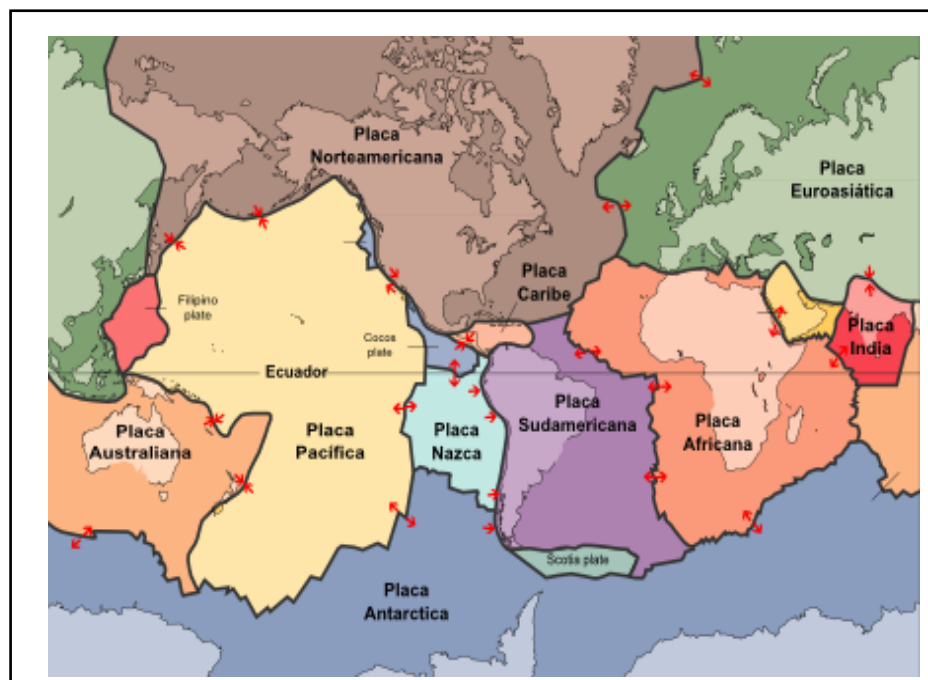 Placa
Norteamericana
Placa
Euroasiática
Placa
Caribe
Filipino
plate
Cocos
plate
Placa
India
Ecuador
Placa
Australiana
Placa
Pacífica
Placa
Nazca
Placa
Sudamericana
Placa
Africana
Scotia plate
Placa
Antarctica